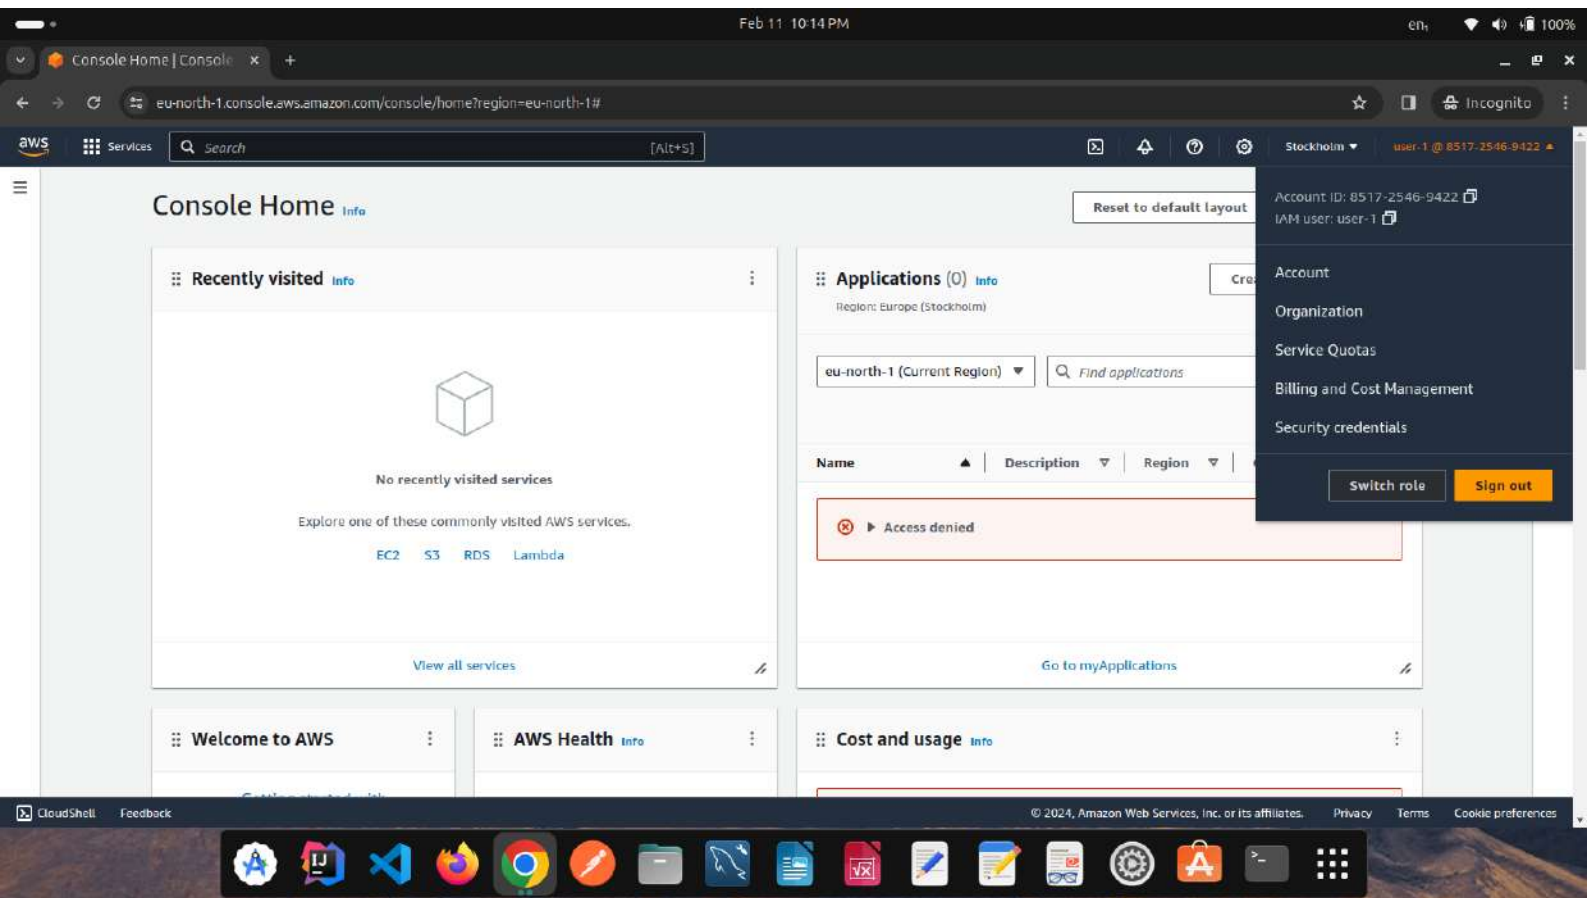 Feb 11 10:14 PM
en₁
100%
Console Home | Console
eu-north-1.console.aws.amazon.com/console/home?region=eu-north-1#
Incognito
aws
Services
Search
[Alt+S]
Stockholm
user-1 @ 8517-2546-9422
Console Home Info
Reset to default layout
Account ID: 8517-2546-9422
IAM user: user-1
Account
Organization
Service Quotas
Billing and Cost Management
Security credentials
Switch role
Sign out
Recently visited Info
No recently visited services
Explore one of these commonly visited AWS services.
EC2 S3 RDS Lambda
View all services
Applications (0) Info
Region: Europe (Stockholm)
Crea
eu-north-1 (Current Region)
Find applications
Name Description Region
Access denied
Go to myApplications
Welcome to AWS
AWS Health Info
Cost and usage Info
CloudShell Feedback
© 2024, Amazon Web Services, Inc. or its affiliates. Privacy Terms Cookie preferences